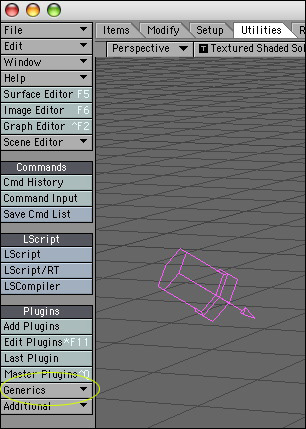 Items Modify Setup Utilities R
Perspective T Textured Shaded Sol
File
Edit
Window
Help
Surface Editor F5
Image Editor F6
Graph Editor ^F2
Scene Editor
Commands
Cmd History
Command Input
Save Cmd List
LScript
LScript
LScript/RT
LSCompiler
Plugins
Add Plugins
Edit Plugins *F11
Last Plugin
Master Plugins ^Q
Generics
Additional